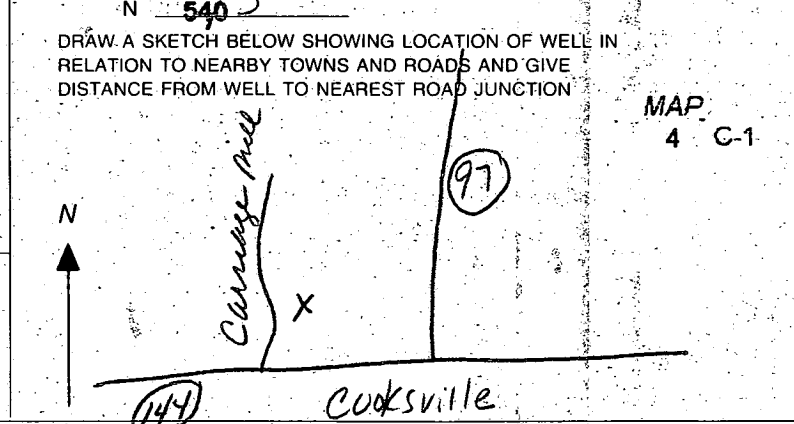 N 540
DRAW A SKETCH BELOW SHOWING LOCATION OF WELL IN
RELATION TO NEARBY TOWNS AND ROADS AND GIVE
DISTANCE FROM WELL TO NEAREST ROAD JUNCTION
MAP
4 C-1
97
N
Carriage Mill
X
144
Cooksville